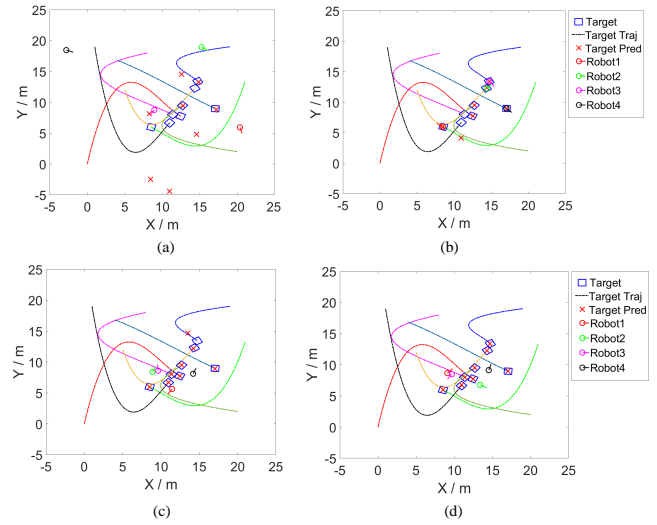 25
20
15
10
5
0
-5
Y / m
-5 0 5 10 15 20 25
X / m
(a)
25
20
15
10
5
0
-5
Y / m
-5 0 5 10 15 20 25
X / m
(b)
Target
Target Traj
Target Pred
Robot1
Robot2
Robot3
Robot4
25
20
15
10
5
0
-5
Y / m
-5 0 5 10 15 20 25
X / m
(c)
25
20
15
10
5
0
-5
Y / m
-5 0 5 10 15 20 25
X / m
(d)
Target
Target Traj
Target Pred
Robot1
Robot2
Robot3
Robot4